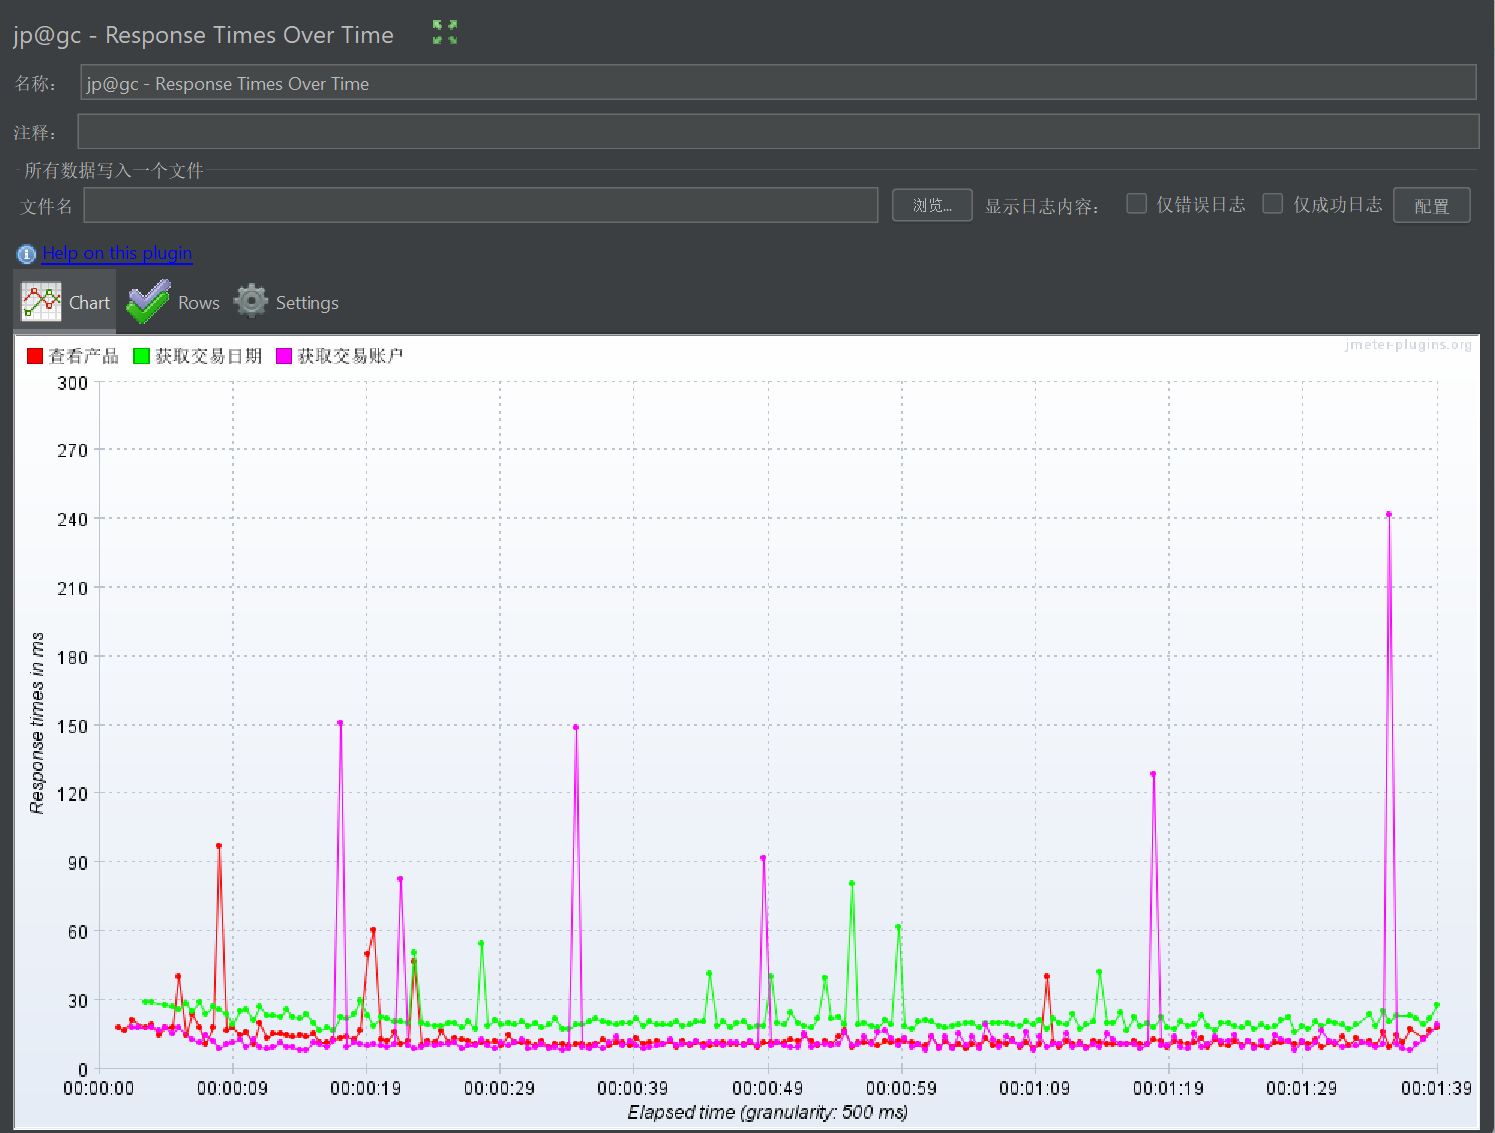 jp@gc - Response Times Over Time
名称： jp@gc - Response Times Over Time
注释：
所有数据写入一个文件
文件名 浏览... 显示日志内容： 仅错误日志 仅成功日志 配置
Help on this plugin
Chart Rows Settings
查看产品 获取交易日期 获取交易账户 jmeter-plugins.org
300
270
240
210
180
150
120
90
60
30
0
Response times in ms
00:00:00 00:00:09 00:00:19 00:00:29 00:00:39 00:00:49 00:00:59 00:01:09 00:01:19 00:01:29 00:01:39
Elapsed time (granularity: 500 ms)